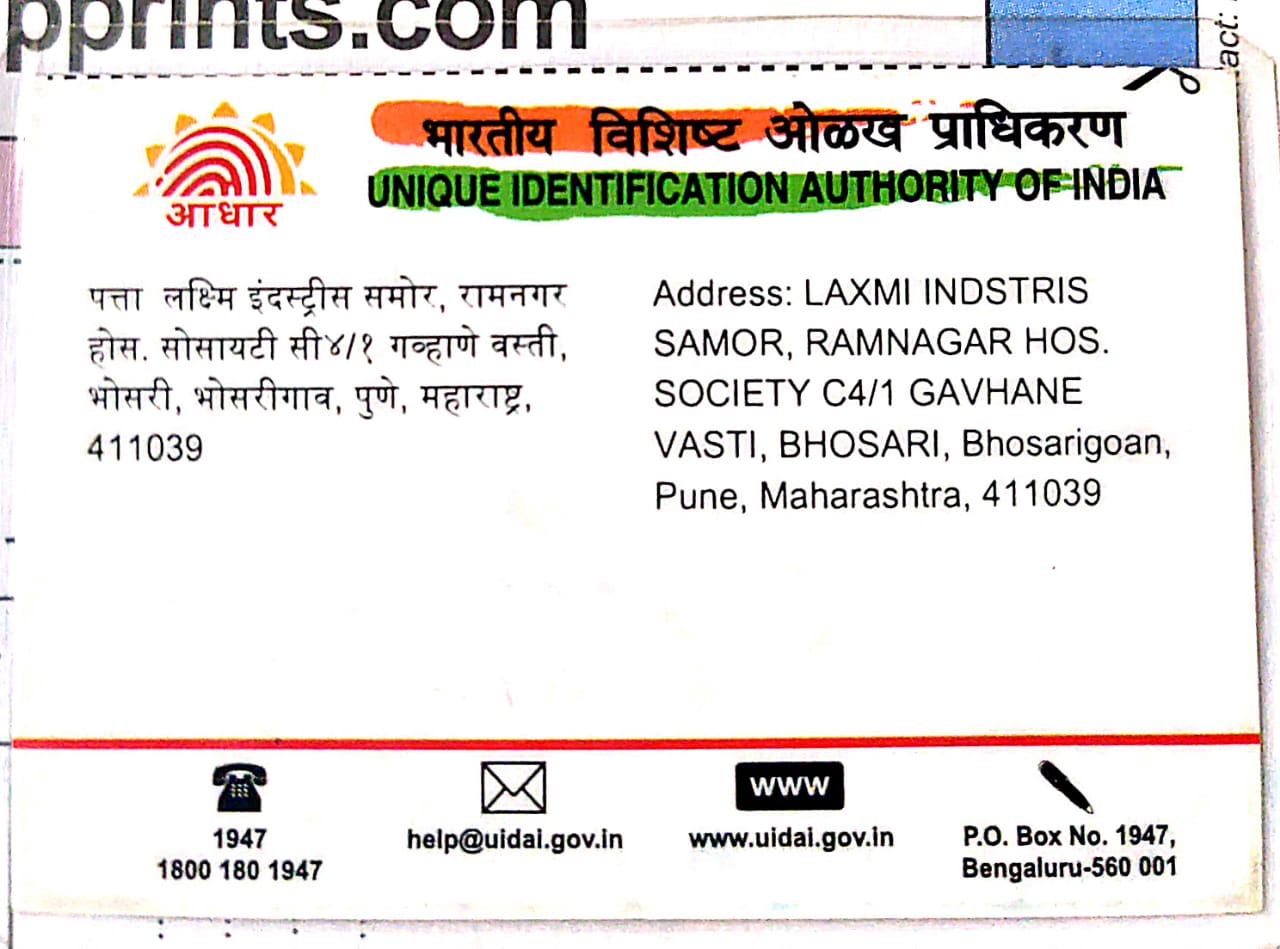 pprints.com
act:
आधार
भारतीय विशिष्ट ओळख प्राधिकरण
UNIQUE IDENTIFICATION AUTHORITY OF INDIA
पत्ता लक्ष्मि इंदस्ट्रीस समोर, रामनगर
होस. सोसायटी सी४/१ गव्हाणे वस्ती,
भोसरी, भोसरीगाव, पुणे, महाराष्ट्र,
411039
Address: LAXMI INDSTRIS
SAMOR, RAMNAGAR HOS.
SOCIETY C4/1 GAVHANE
VASTI, BHOSARI, Bhosarigoan,
Pune, Maharashtra, 411039
1947
1800 180 1947
help@uidai.gov.in
www
www.uidai.gov.in
P.O. Box No. 1947,
Bengaluru-560 001